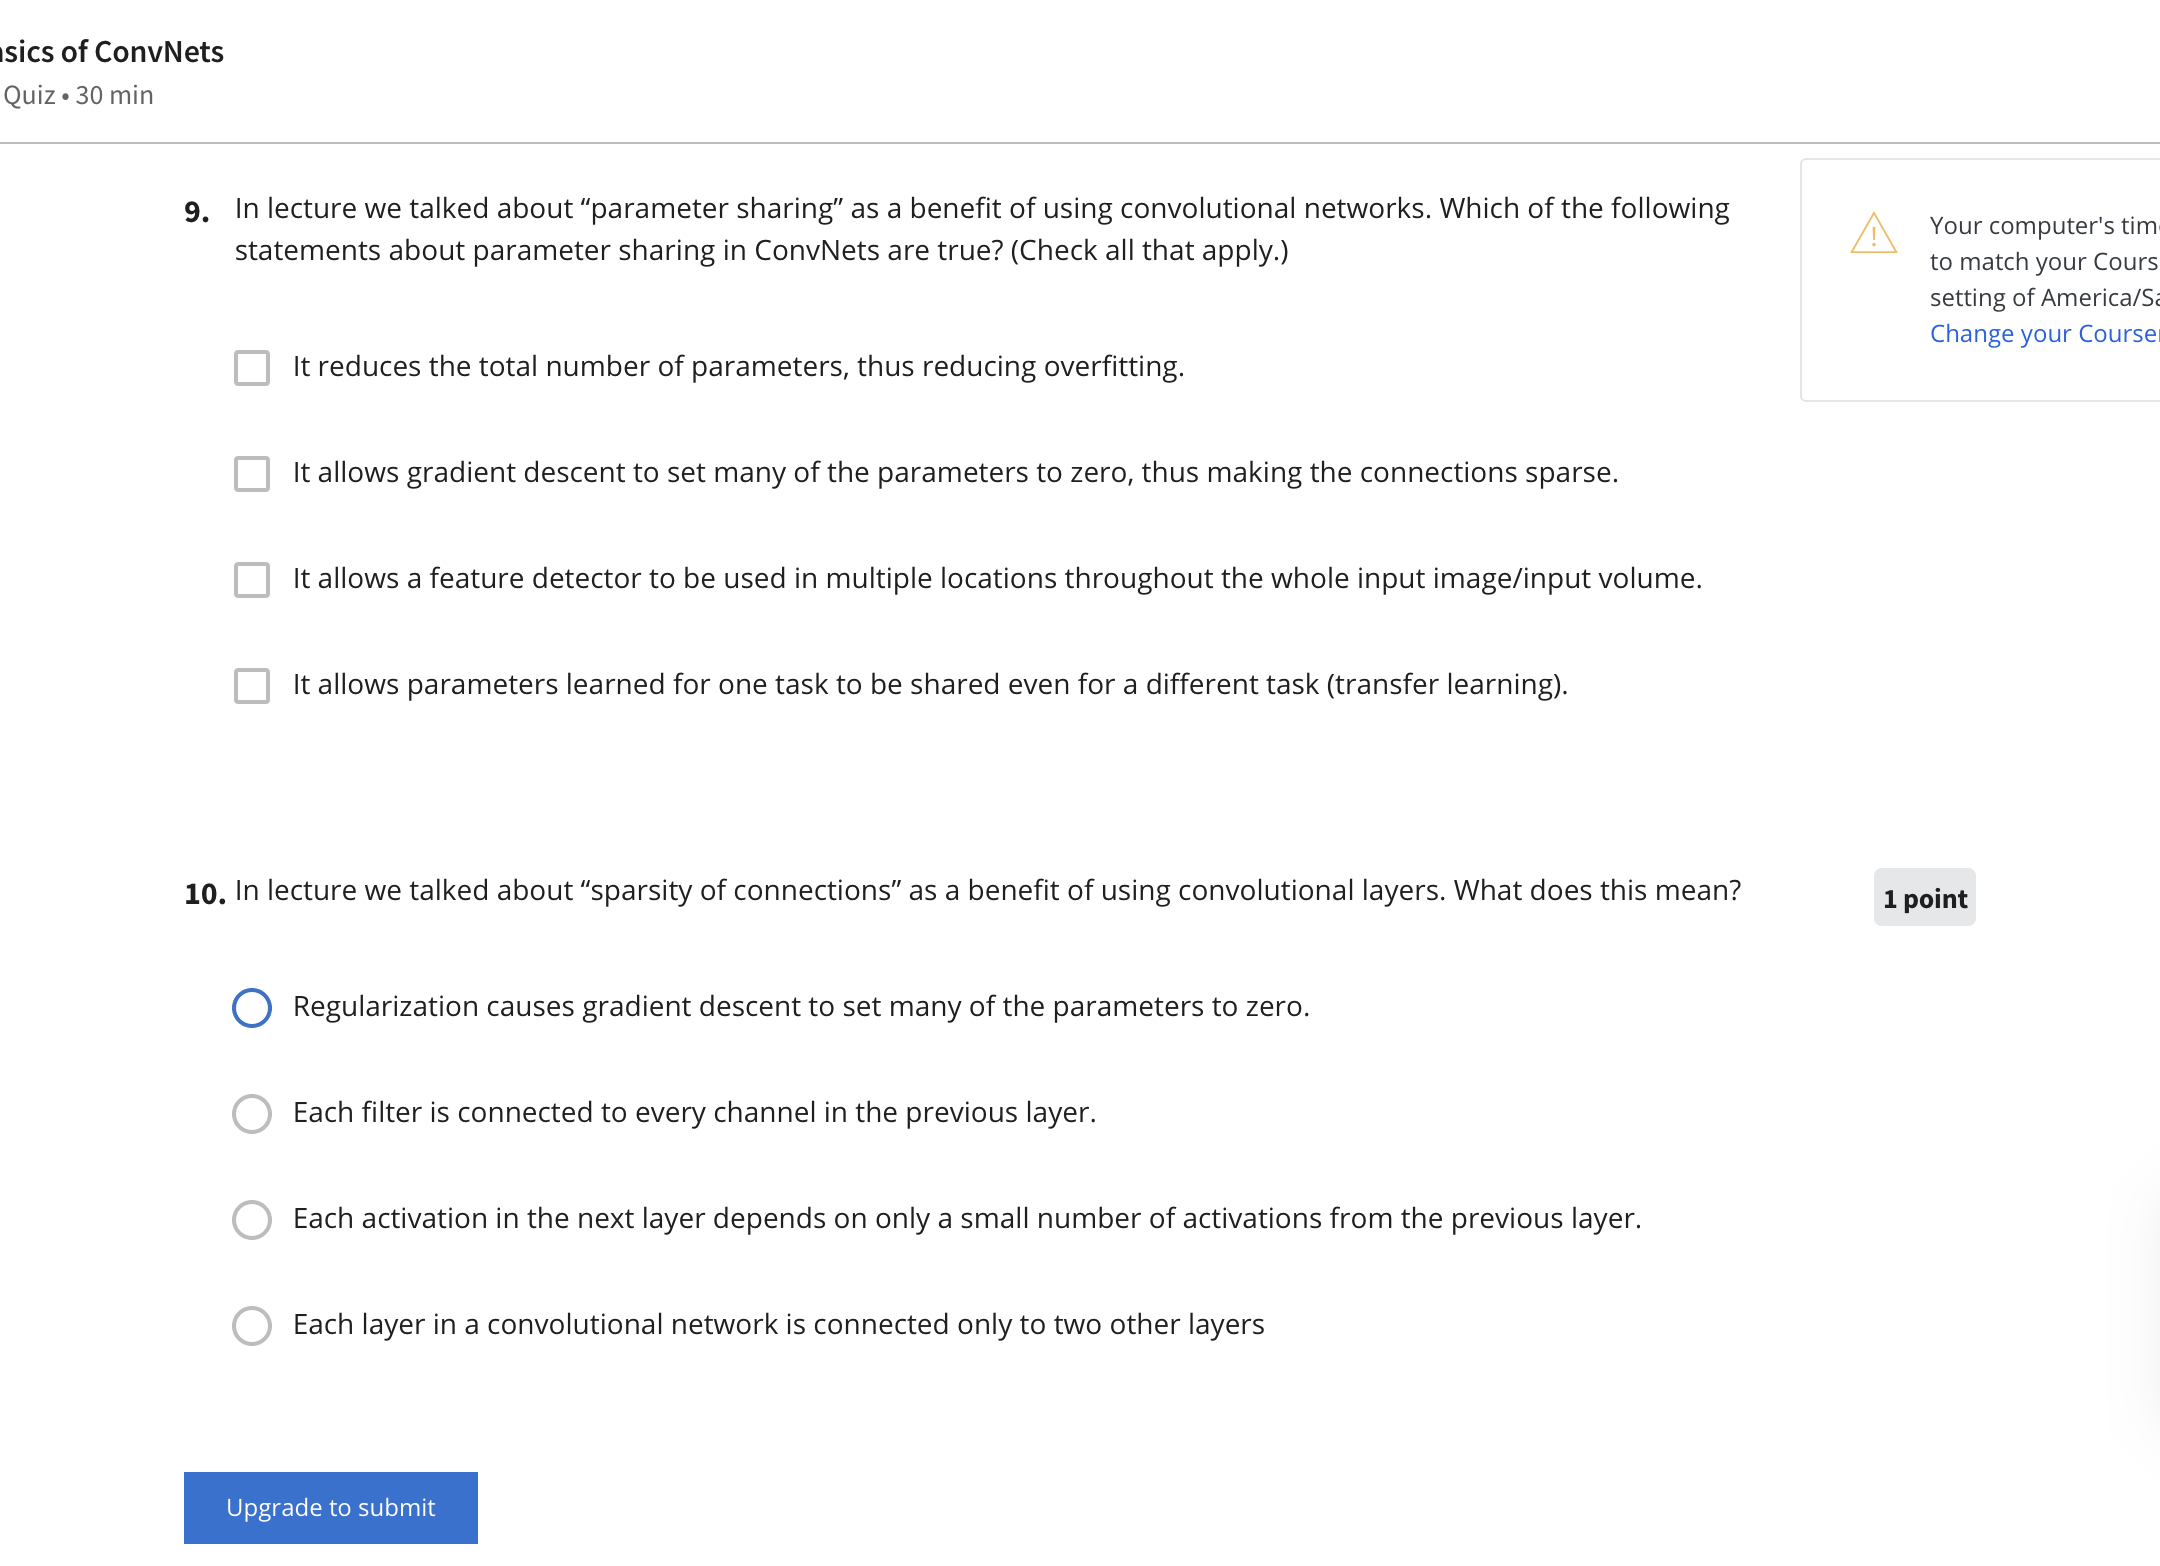 sics of ConvNets
Quiz • 30 min
9. In lecture we talked about “parameter sharing” as a benefit of using convolutional networks. Which of the following
statements about parameter sharing in ConvNets are true? (Check all that apply.)
It reduces the total number of parameters, thus reducing overfitting.
It allows gradient descent to set many of the parameters to zero, thus making the connections sparse.
It allows a feature detector to be used in multiple locations throughout the whole input image/input volume.
It allows parameters learned for one task to be shared even for a different task (transfer learning).
Your computer's tim
to match your Cours
setting of America/Sa
Change your Course
10. In lecture we talked about “sparsity of connections” as a benefit of using convolutional layers. What does this mean?
1 point
Regularization causes gradient descent to set many of the parameters to zero.
Each filter is connected to every channel in the previous layer.
Each activation in the next layer depends on only a small number of activations from the previous layer.
Each layer in a convolutional network is connected only to two other layers
Upgrade to submit